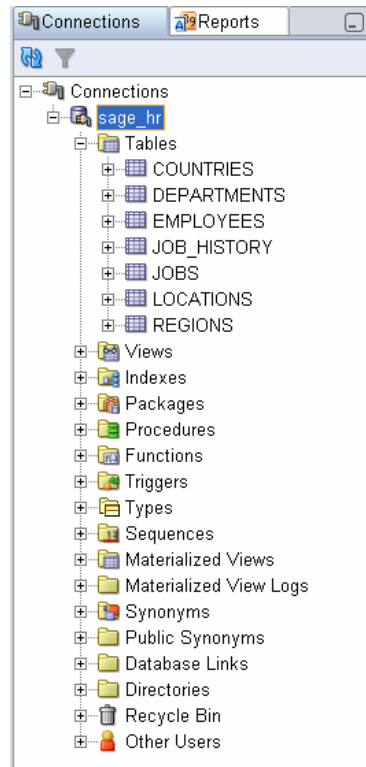 Connections Reports
Connections
sage_hr
Tables
COUNTRIES
DEPARTMENTS
EMPLOYEES
JOB_HISTORY
JOBS
LOCATIONS
REGIONS
Views
Indexes
Packages
Procedures
Functions
Triggers
Types
Sequences
Materialized Views
Materialized View Logs
Synonyms
Public Synonyms
Database Links
Directories
Recycle Bin
Other Users